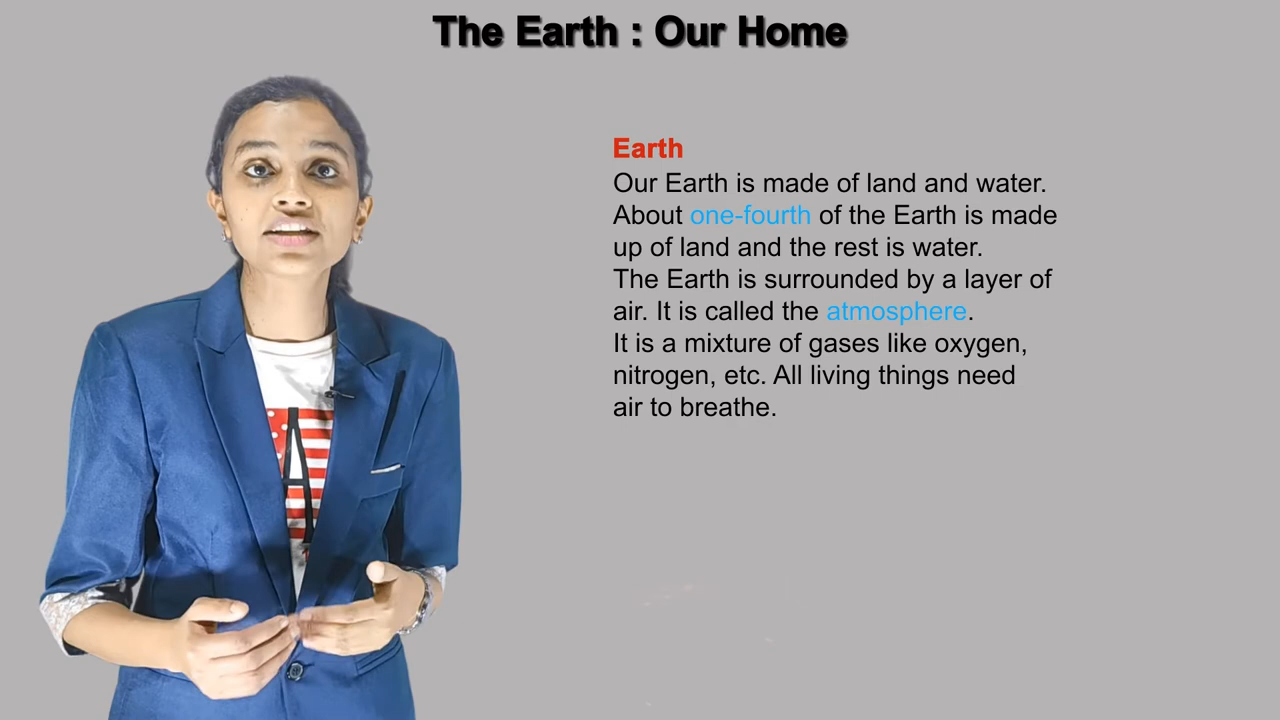 The Earth : Our Home
Earth
Our Earth is made of land and water.
About one-fourth of the Earth is made
up of land and the rest is water.
The Earth is surrounded by a layer of
air. It is called the atmosphere.
It is a mixture of gases like oxygen,
nitrogen, etc. All living things need
air to breathe.
A